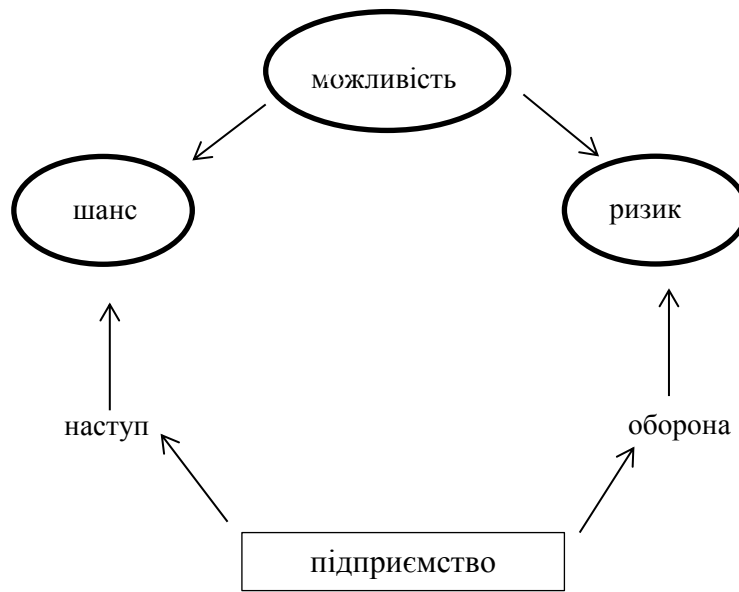 можливість
шанс
ризик
наступ
оборона
підприємство